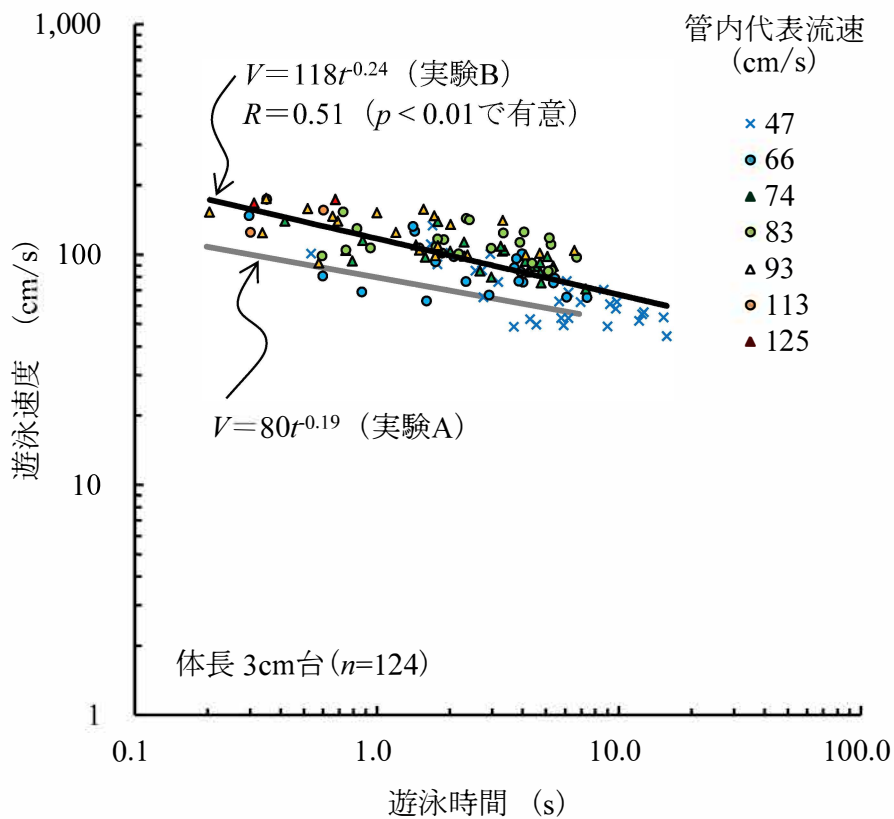 1,000
100
10
1
遊泳速度 (cm/s)
V=118t-0.24 (実験B)
R=0.51 (p < 0.01で有意)
V=80t-0.19 (実験A)
体長 3cm台(n=124)
管内代表流速
(cm/s)
47
66
74
83
93
113
125
0.1
1.0
10.0
100.0
遊泳時間 (s)